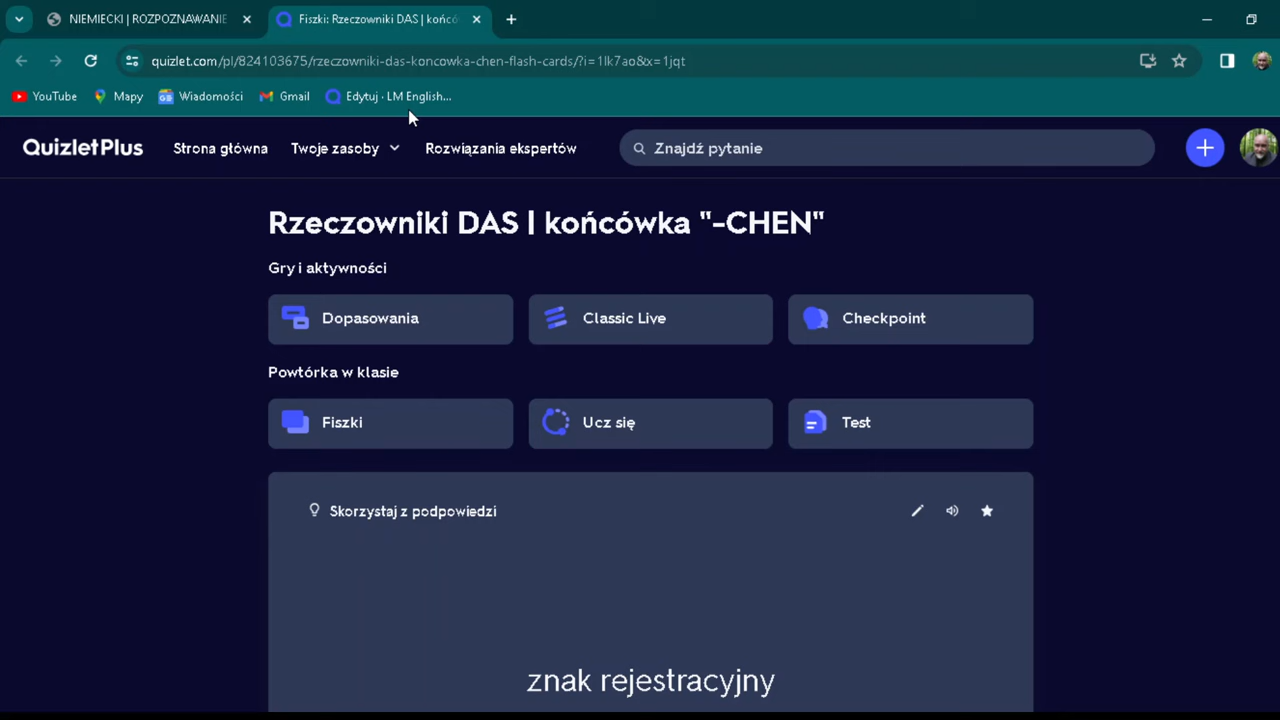 NIEMIECKI | ROZPOZNAWANIE
Fiszki: Rzeczowniki DAS | końcó
quizlet.com/pl/824103675/rzeczowniki-das-koncowka-chen-flash-cards/?i=1lk7ao&x=1jqt
YouTube Mapy Wiadomości Gmail Edytuj · LM English...
QuizletPlus Strona główna Twoje zasoby Rozwiązania ekspertów Znajdź pytanie
Rzeczowniki DAS | końcówka "-CHEN"
Gry i aktywności
Dopasowania Classic Live Checkpoint
Powtórka w klasie
Fiszki Ucz się Test
Skorzystaj z podpowiedzi
znak rejestracyjny